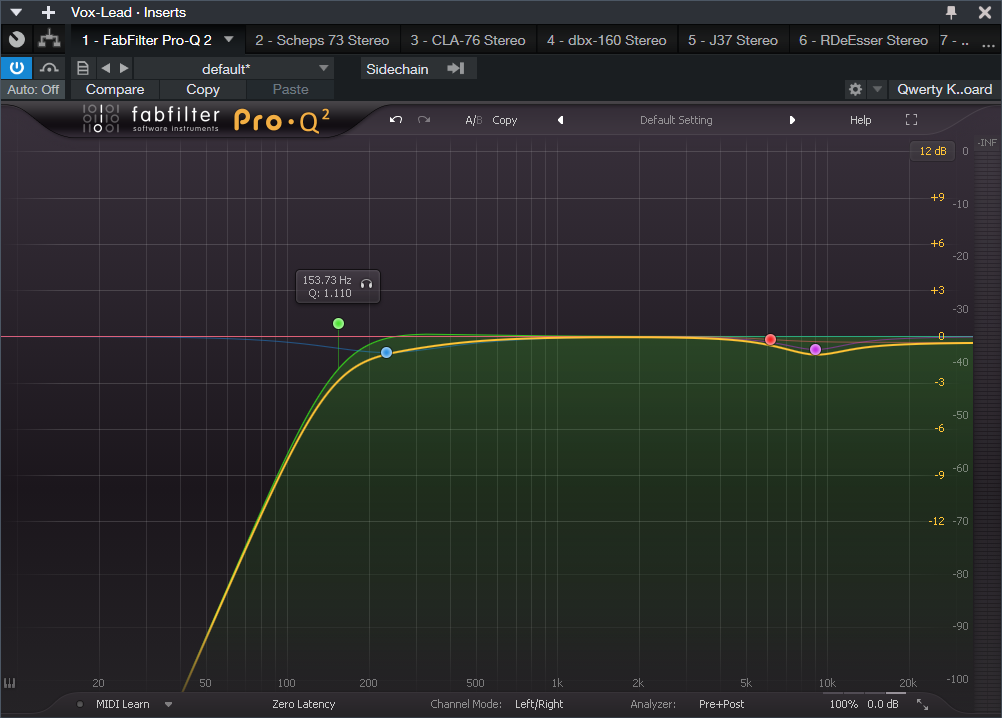 Vox-Lead · Inserts
1 - FabFilter Pro-Q 2
2 - Scheps 73 Stereo
3 - CLA-76 Stereo
4 - dbx-160 Stereo
5 - J37 Stereo
6 - RDeEsser Stereo
7 - ..
default*
Sidechain
Auto: Off
Compare
Copy
Paste
Qwerty K..oard
fabfilter
software instruments
Pro·Q²
A/B
Copy
Default Setting
Help
12 dB
0
-INF
+9
-10
+6
-20
+3
-30
0
-40
-3
-50
-6
-60
-9
-70
-12
-80
-90
-100
153.73 Hz
Q: 1.110
20
50
100
200
500
1k
2k
5k
10k
20k
MIDI Learn
Zero Latency
Channel Mode:
Left/Right
Analyzer:
Pre+Post
100%
0.0 dB